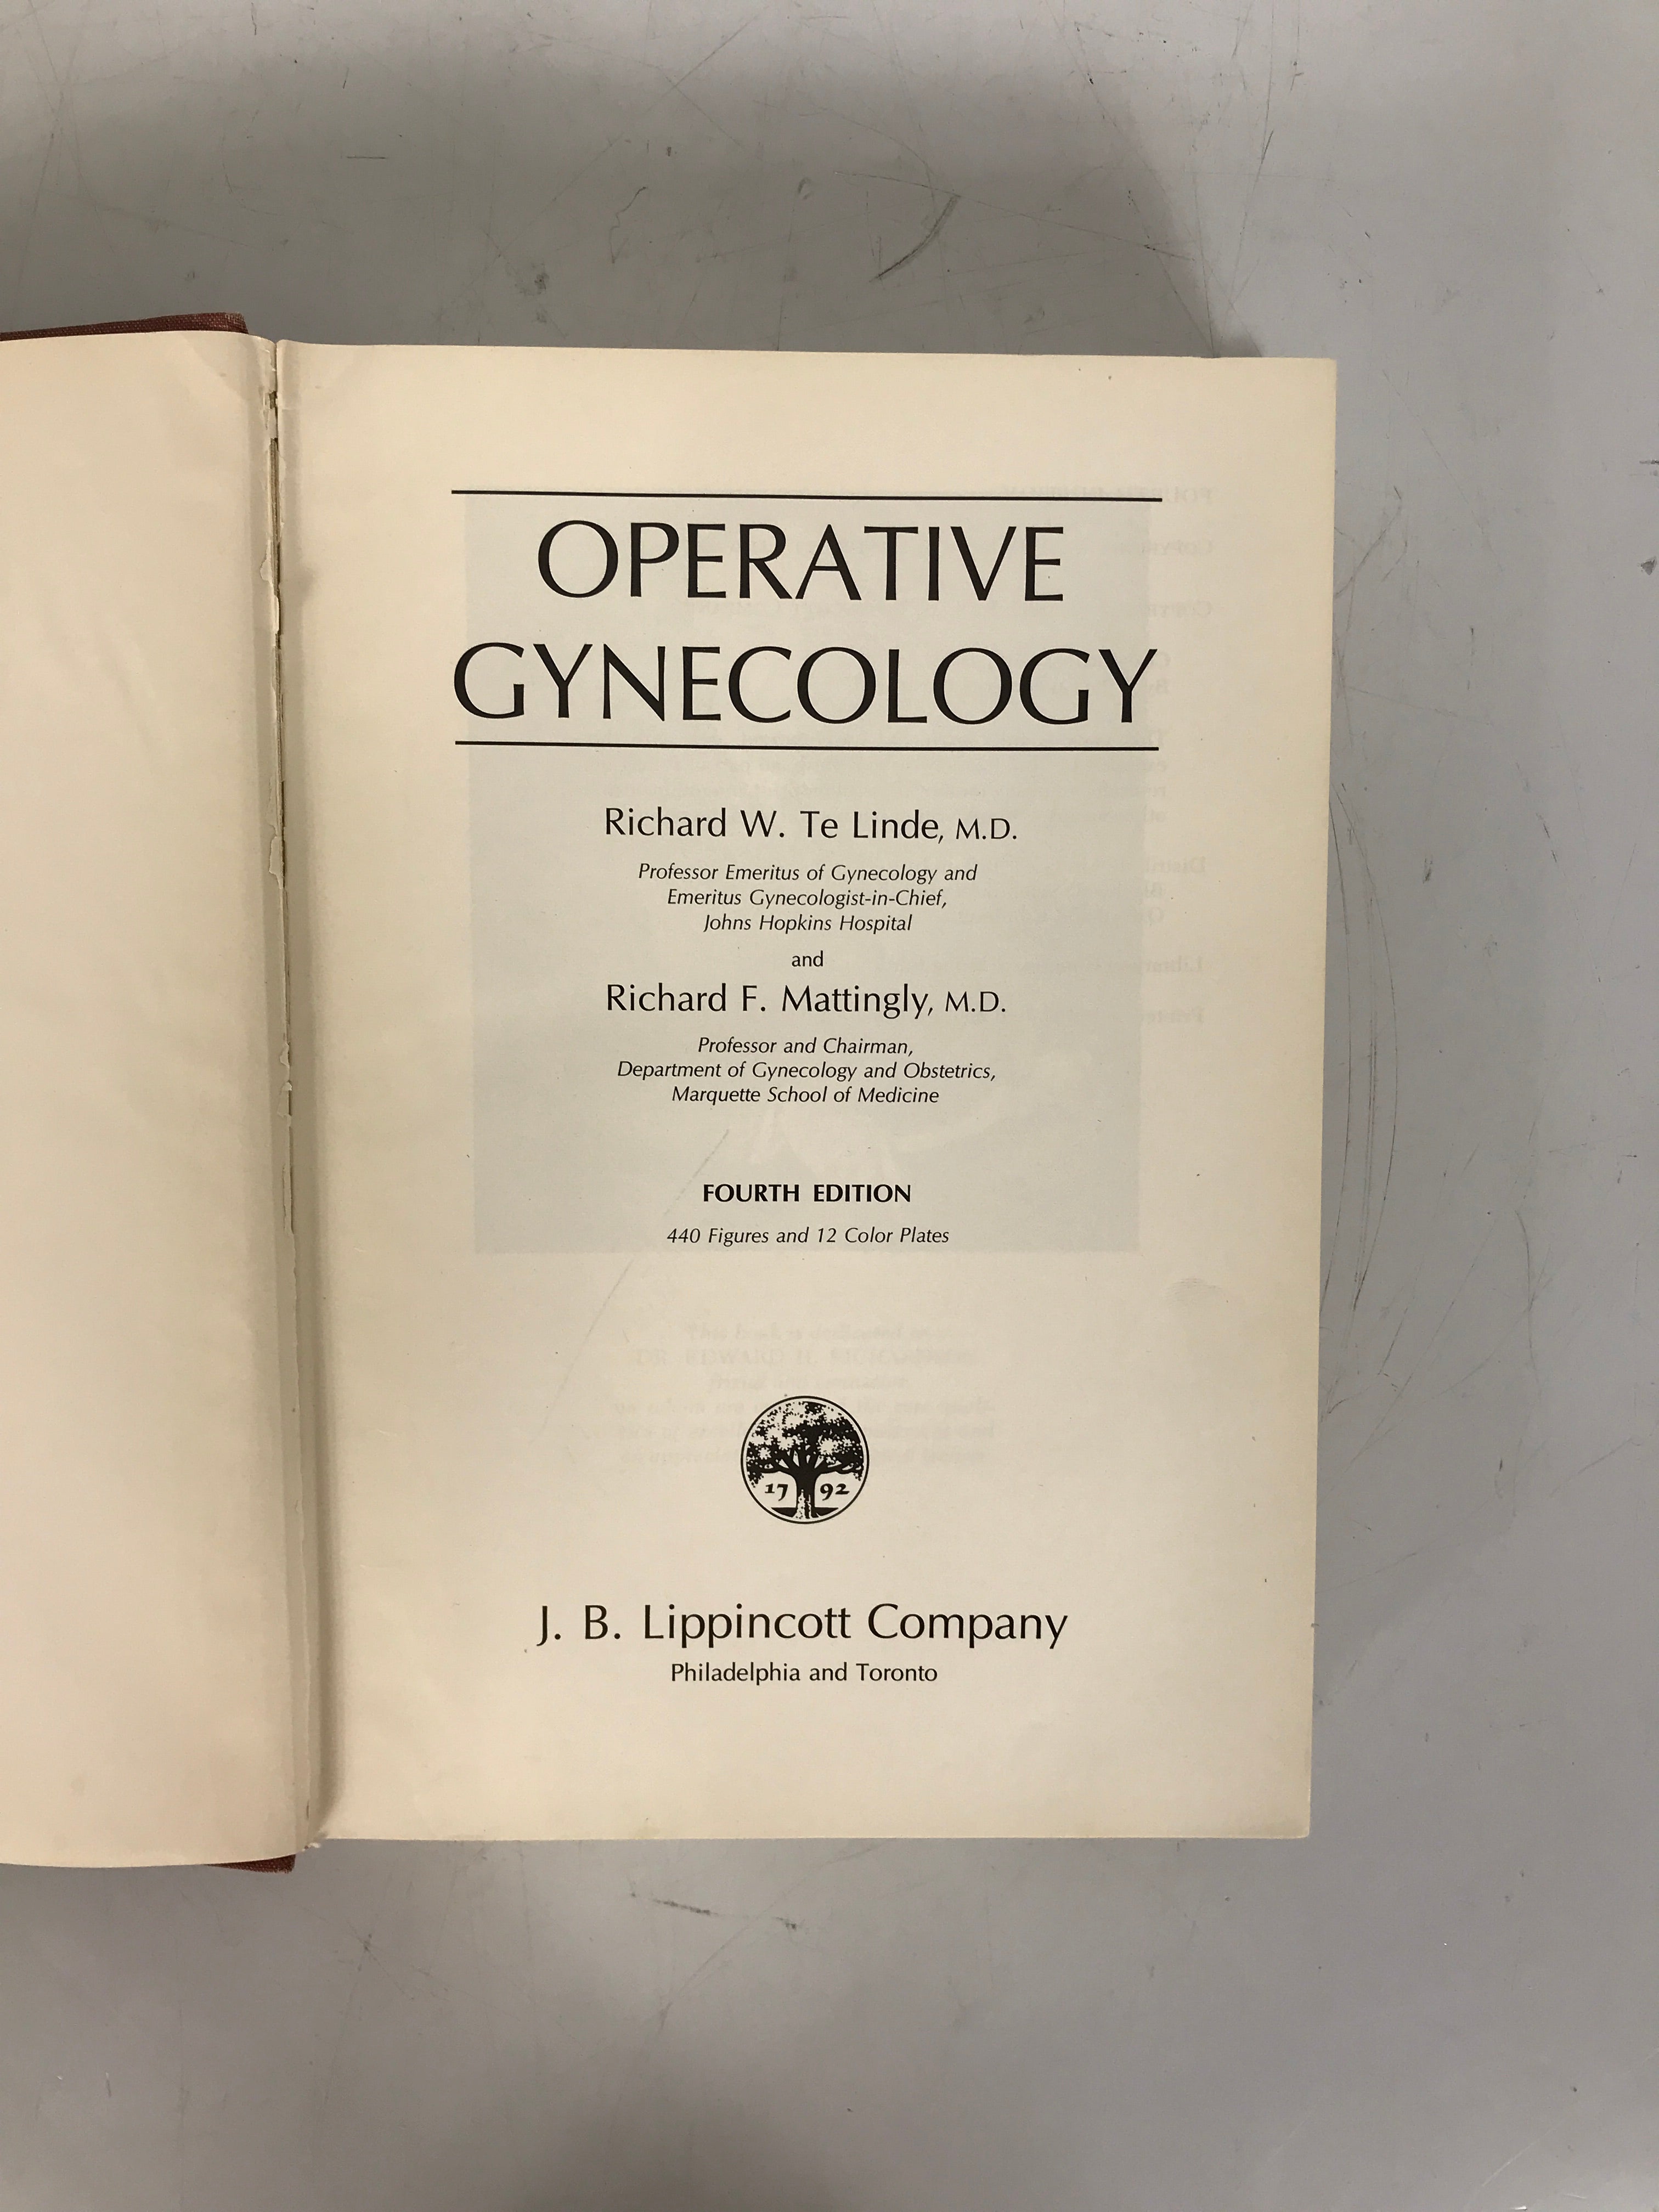 OPERATIVE
GYNECOLOGY
Richard W. Te Linde, M.D.
Professor Emeritus of Gynecology and
Emeritus Gynecologist-in-Chief,
Johns Hopkins Hospital
and
Richard F. Mattingly, M.D.
Professor and Chairman,
Department of Gynecology and Obstetrics,
Marquette School of Medicine
FOURTH EDITION
440 Figures and 12 Color Plates
17 92
J. B. Lippincott Company
Philadelphia and Toronto